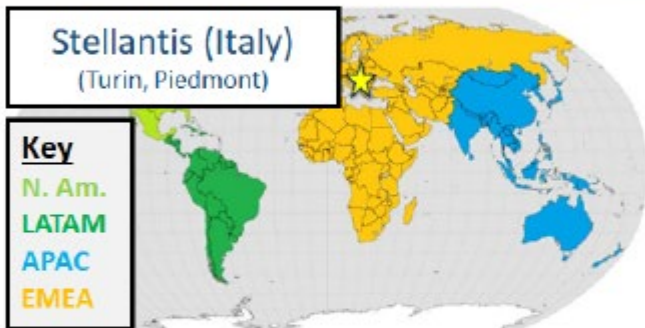 Stellantis (Italy)
(Turin, Piedmont)
Key
N. Am.
LATAM
APAC
EMEA